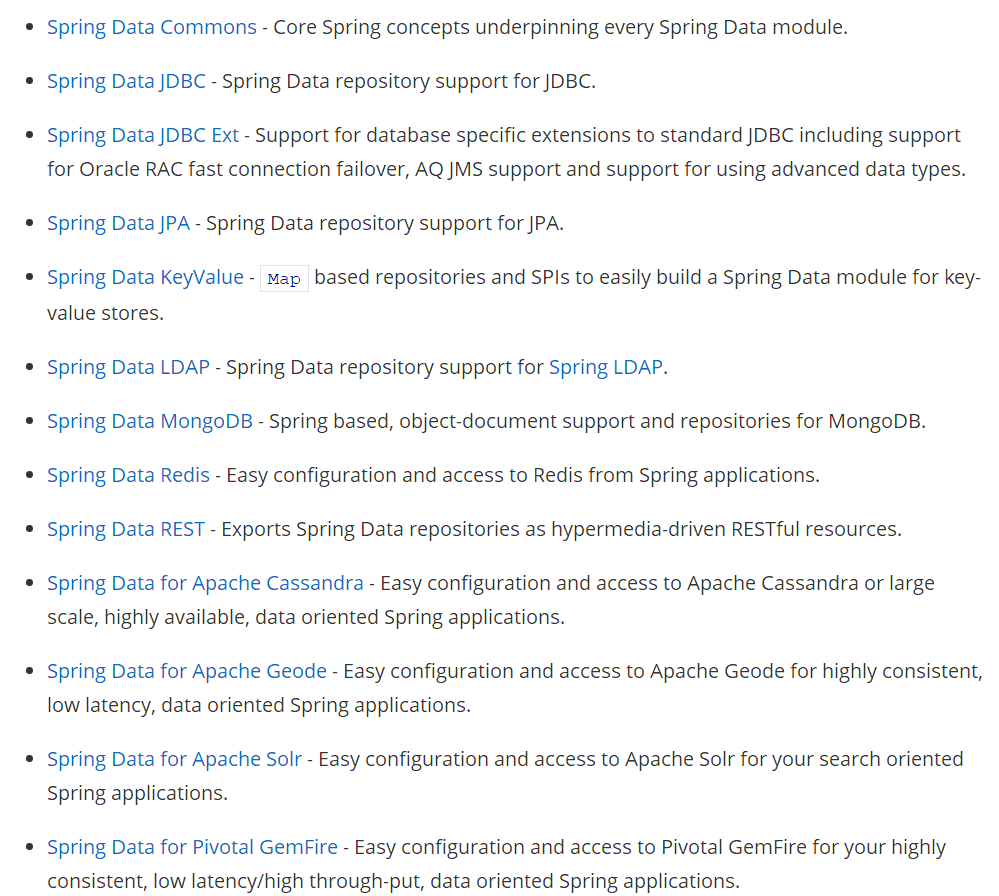 Spring Data Commons - Core Spring concepts underpinning every Spring Data module.
Spring Data JDBC - Spring Data repository support for JDBC.
Spring Data JDBC Ext - Support for database specific extensions to standard JDBC including support
for Oracle RAC fast connection failover, AQ JMS support and support for using advanced data types.
Spring Data JPA - Spring Data repository support for JPA.
Spring Data KeyValue - Map based repositories and SPIs to easily build a Spring Data module for key-
value stores.
Spring Data LDAP - Spring Data repository support for Spring LDAP.
Spring Data MongoDB - Spring based, object-document support and repositories for MongoDB.
Spring Data Redis - Easy configuration and access to Redis from Spring applications.
Spring Data REST - Exports Spring Data repositories as hypermedia-driven RESTful resources.
Spring Data for Apache Cassandra - Easy configuration and access to Apache Cassandra or large
scale, highly available, data oriented Spring applications.
Spring Data for Apache Geode - Easy configuration and access to Apache Geode for highly consistent,
low latency, data oriented Spring applications.
Spring Data for Apache Solr - Easy configuration and access to Apache Solr for your search oriented
Spring applications.
Spring Data for Pivotal GemFire - Easy configuration and access to Pivotal GemFire for your highly
consistent, low latency/high through-put, data oriented Spring applications.